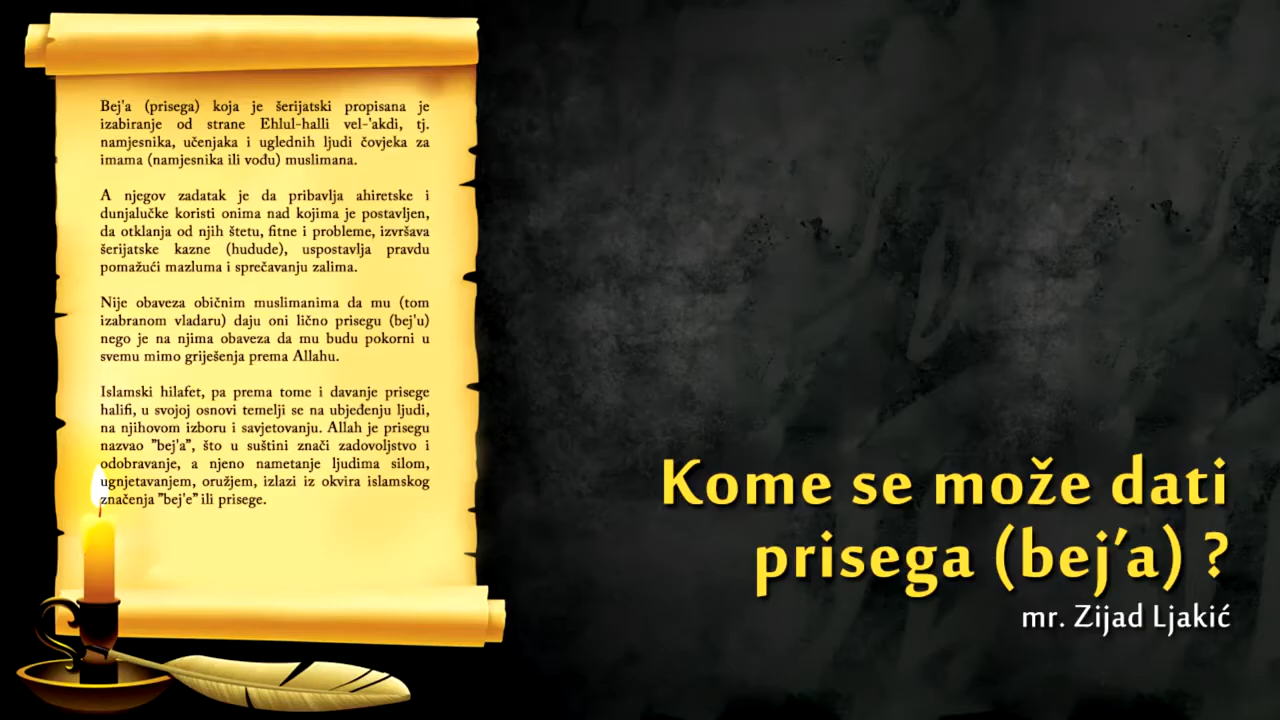 Bej'a (prisega) koja je šerijatski propisana je
izabiranje od strane Ehlul-halli vel-'akdi, tj.
namjesnika, učenjaka i uglednih ljudi čovjeka za
imama (namjesnika ili vođu) muslimana.
A njegov zadatak je da pribavlja ahiretske i
dunjalučke koristi onima nad kojima je postavljen,
da otklanja od njih štetu, fitne i probleme, izvršava
šerijatske kazne (hudude), uspostavlja pravdu
pomažući mazluma i sprečavanju zalima.
Nije obaveza običnim muslimanima da mu (tom
izabranom vladaru) daju oni lično prisegu (bej'u)
nego je na njima obaveza da mu budu pokorni u
svemu mimo griješenja prema Allahu.
Islamski hilafet, pa prema tome i davanje prisege
halifi, u svojoj osnovi temelji se na ubjeđenju ljudi,
na njihovom izboru i savjetovanju. Allah je prisegu
nazvao "bej'a", što u suštini znači zadovoljstvo i
odobravanje, a njeno nametanje ljudima silom,
ugnjetavanjem, oružjem, izlazi iz okvira islamskog
značenja "bej'e" ili prisege.
Kome se može dati
prisega (bej'a) ?
mr. Zijad Ljakić